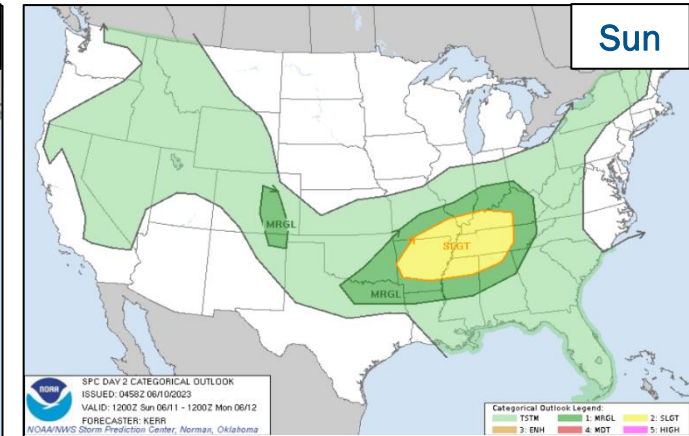 Sun
MRGL
SLGT
MRGL
NOAA
SPC DAY 2 CATEGORICAL OUTLOOK
ISSUED: 0458Z 06/10/2023
VALID: 1200Z Sun 06/11 - 1200Z Mon 06/12
FORECASTER: KERR
NOAA/NWS Storm Prediction Center, Norman, Oklahoma
Categorical Outlook Legend:
TSTM 1: MRGL 2: SLGT
3: ENH 4: MDT 5: HIGH